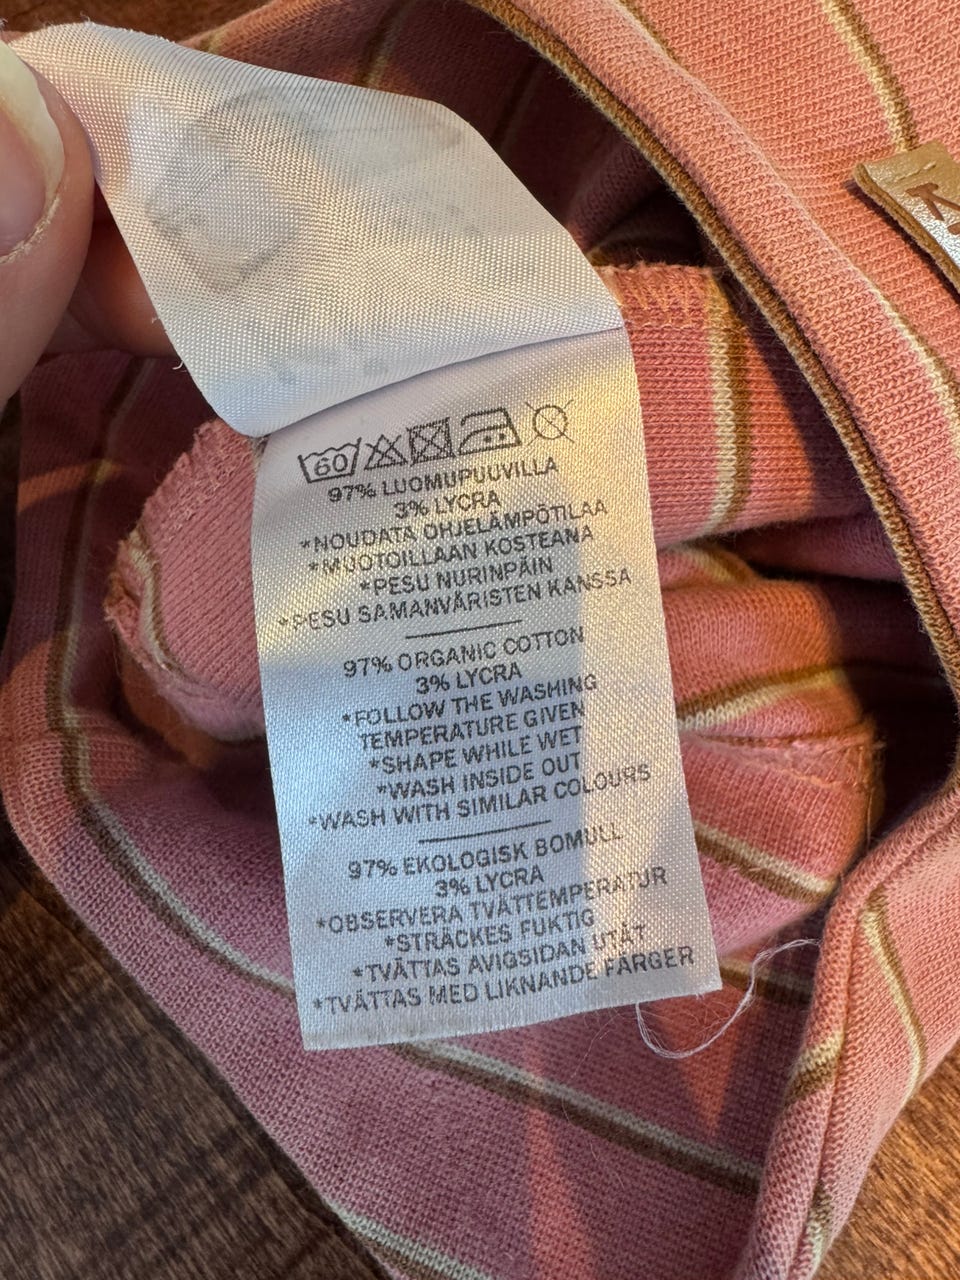 60
97% LUOMUPUUVILLA
3% LYCRA
*NOUDATA OHJELÄMPÖTILAA
*MUOTOILLAAN KOSTEANA
*PESU NURINPÄIN
*PESU SAMANVÄRISTEN KANSSA
97% ORGANIC COTTON
3% LYCRA
*FOLLOW THE WASHING
TEMPERATURE GIVEN
*SHAPE WHILE WET
*WASH INSIDE OUT
*WASH WITH SIMILAR COLOURS
97% EKOLOGISK BOMULL
3% LYCRA
*OBSERVERA TVÄTTEMPERATUR
*STRÄCKES FUKTIG
*TVÄTTAS AVIGSIDAN UTÅT
*TVÄTTAS MED LIKNANDE FÄRGER